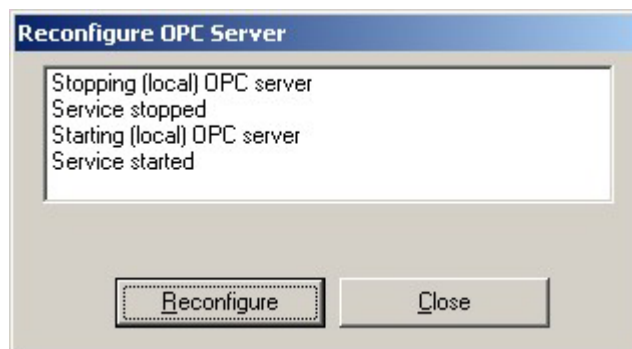 Reconfigure OPC Server
Stopping (local) OPC server
Service stopped
Starting (local) OPC server
Service started
Reconfigure
Close